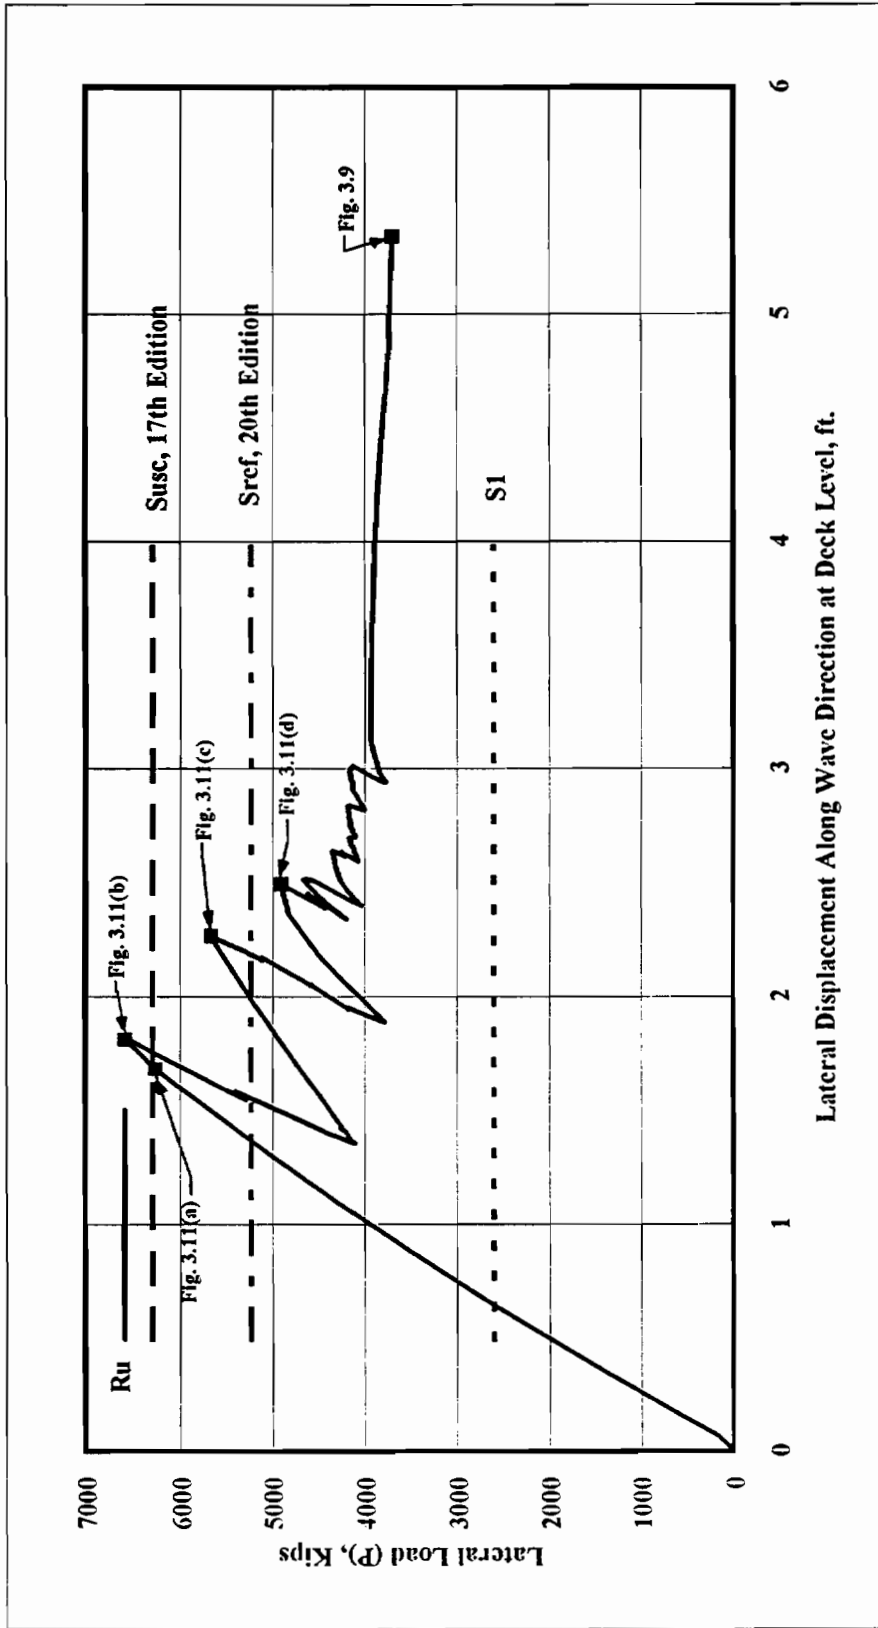 Lateral Load (P), Kips
7000
6000
5000
4000
3000
2000
1000
0
Ru
Fig. 3.11(a)
Fig. 3.11(b)
Fig. 3.11(c)
Fig. 3.11(d)
Susc, 17th Edition
Srcf, 20th Edition
S1
Fig. 3.9
0
1
2
3
4
5
6
Lateral Displacement Along Wave Direction at Deck Level, ft.